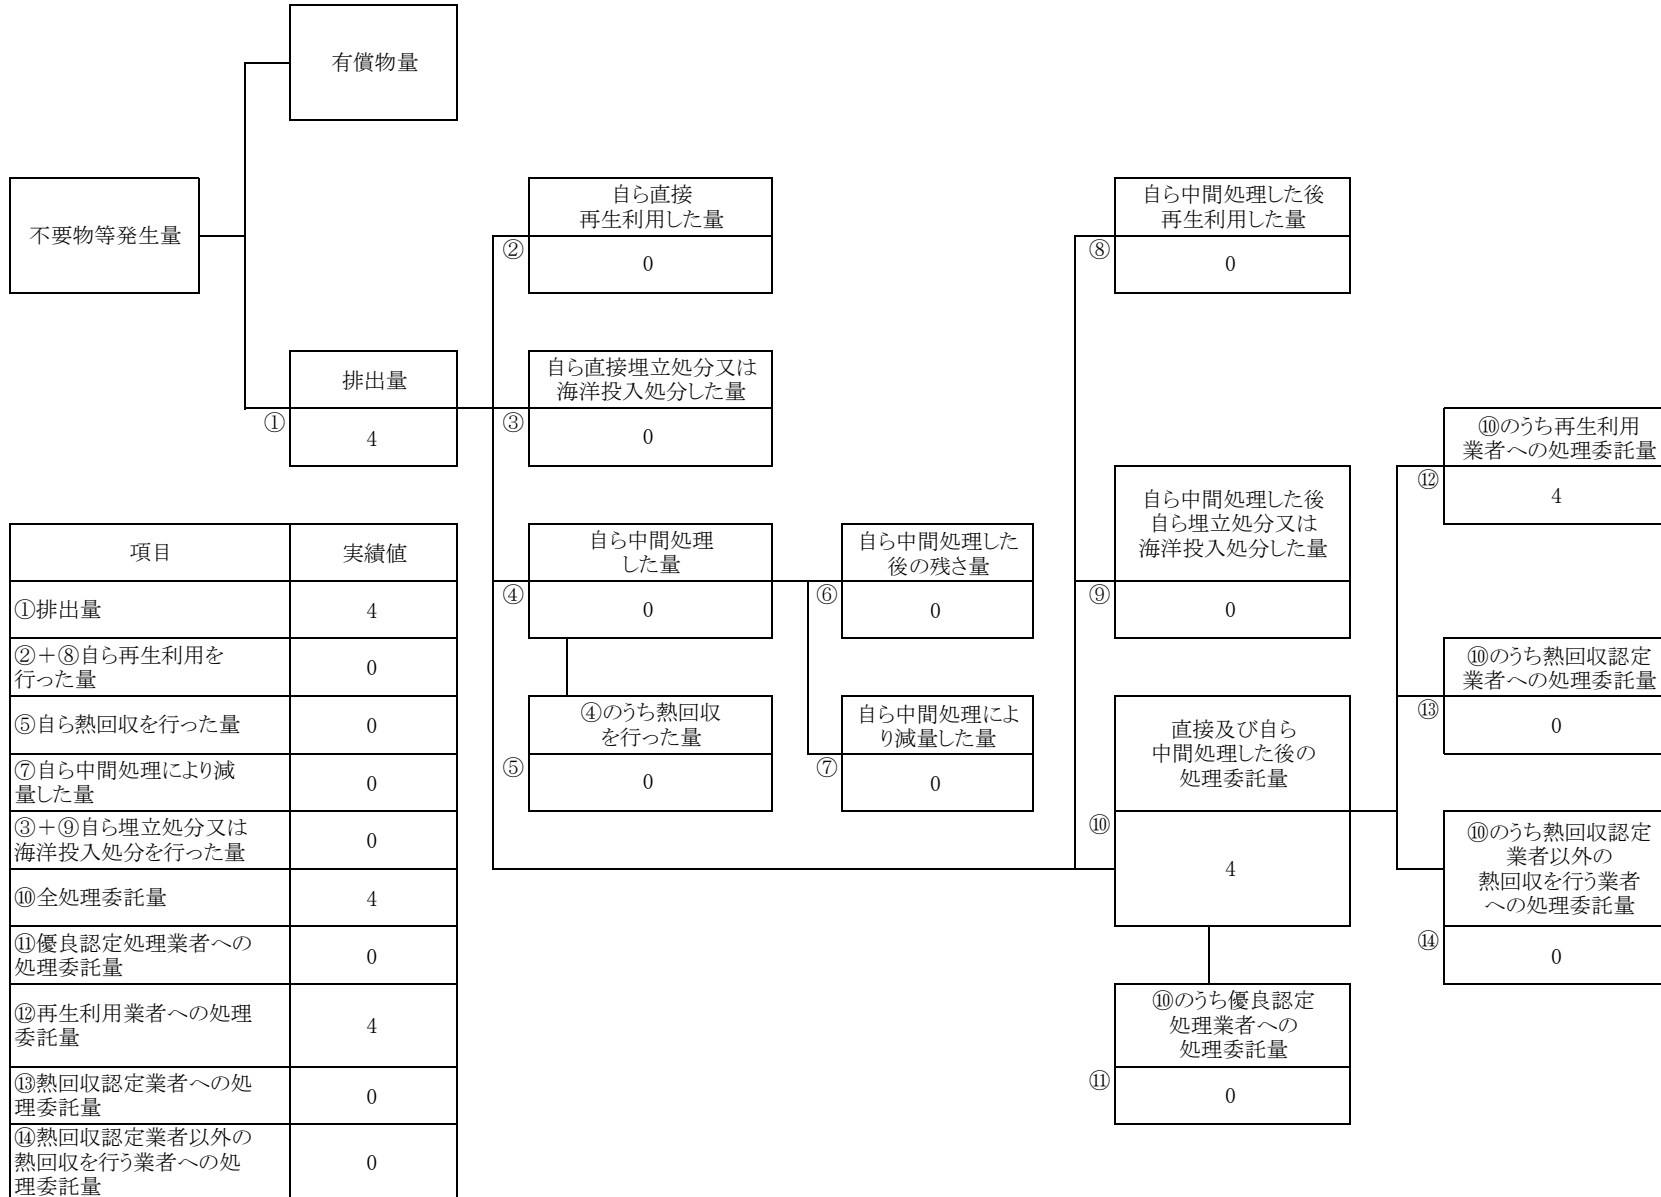 有償物量
不要物等発生量
自ら直接
再生利用した量
②
0
自ら中間処理した後
再生利用した量
⑧
0
排出量
①
4
自ら直接埋立処分又は
海洋投入処分した量
③
0
⑩のうち再生利用
業者への処理委託量
⑫
4
自ら中間処理した後
自ら埋立処分又は
海洋投入処分した量
⑨
0
自ら中間処理
した量
④
0
自ら中間処理した
後の残さ量
⑥
0
⑩のうち熱回収認定
業者への処理委託量
⑬
0
④のうち熱回収
を行った量
⑤
0
自ら中間処理によ
り減量した量
⑦
0
直接及び自ら
中間処理した後の
処理委託量
⑩
4
⑩のうち熱回収認定
業者以外の
熱回収を行う業者
への処理委託量
⑭
0
⑩のうち優良認定
処理業者への
処理委託量
⑪
0
項目 実績値
①排出量 4
②+⑧自ら再生利用を
行った量 0
⑤自ら熱回収を行った量 0
⑦自ら中間処理により減
量した量 0
③+⑨自ら埋立処分又は
海洋投入処分を行った量 0
⑩全処理委託量 4
⑪優良認定処理業者への
処理委託量 0
⑫再生利用業者への処理
委託量 4
⑬熱回収認定業者への処
理委託量 0
⑭熱回収認定業者以外の
熱回収を行う業者への処
理委託量 0